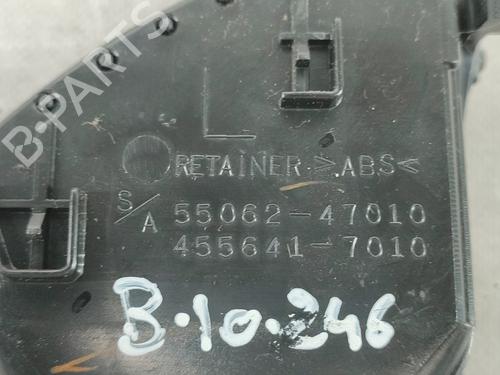 B-PARTS
L
RETAINER >ABS<
S/A 55062-47010
455641-7010
B.10.246